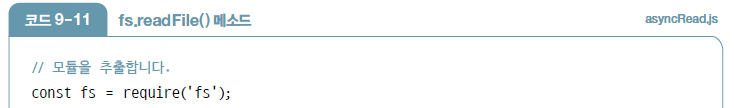 코드 9-11 fs.readFile() 메소드 asyncRead.js
// 모듈을 추출합니다.
const fs = require('fs');